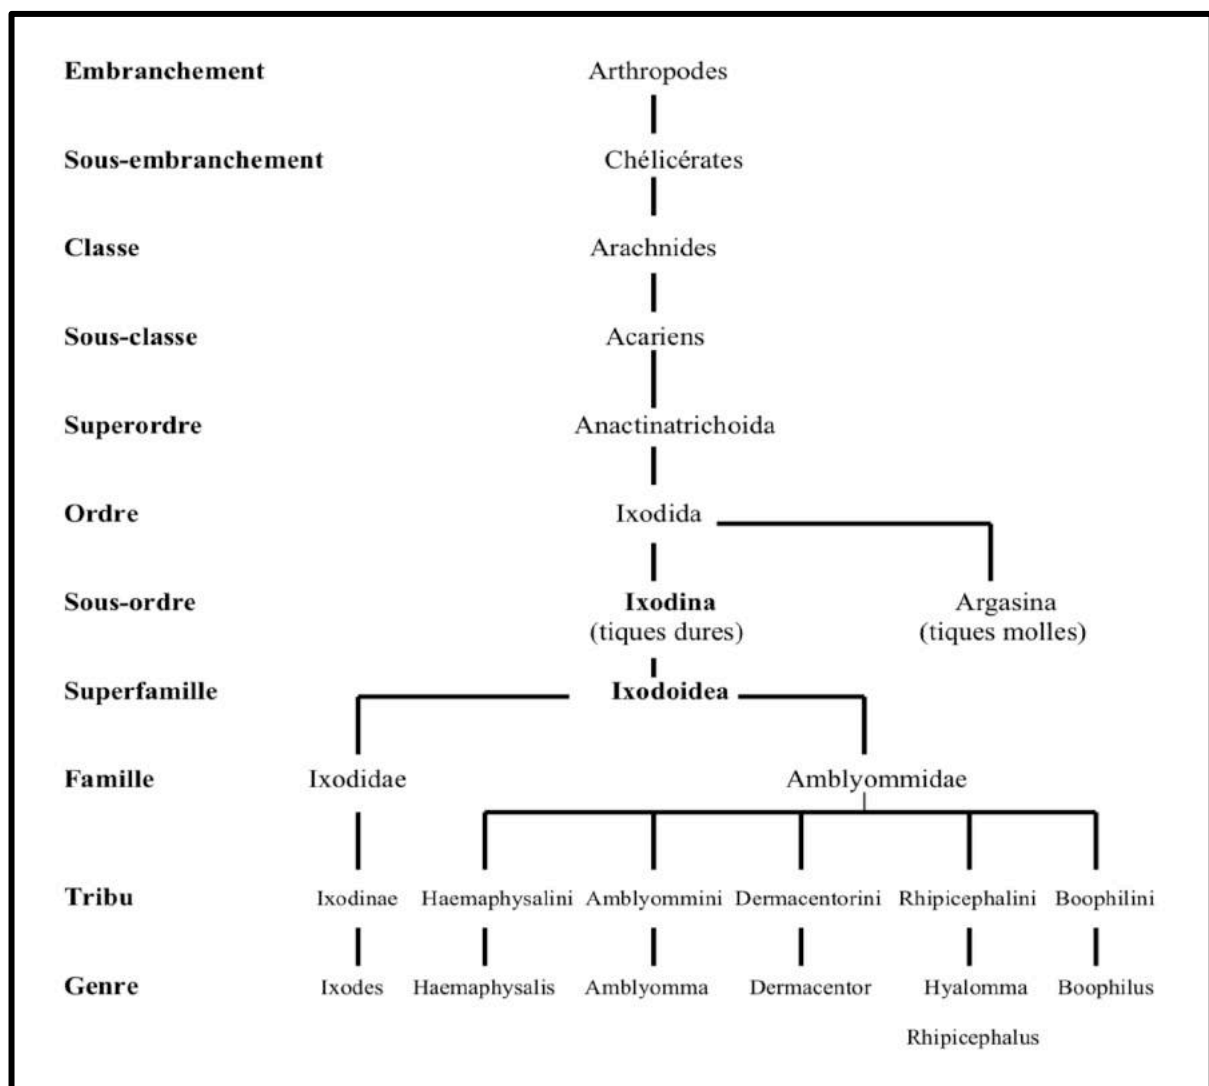 Embranchement Arthropodes
Sous-embranchement Chélicérates
Classe Arachnides
Sous-classe Acariens
Superordre Anactinatrichoida
Ordre Ixodida
Sous-ordre Ixodina Argasina
(tiques dures) (tiques molles)
Superfamille Ixodoidea
Famille Ixodidae Amblyommidae
Tribu Ixodinae Haemaphysalini Amblyommini Dermacentorini Rhipicephalini Boophilini
Genre Ixodes Haemaphysalis Amblyomma Dermacentor Hyalomma Boophilus
Rhipicephalus